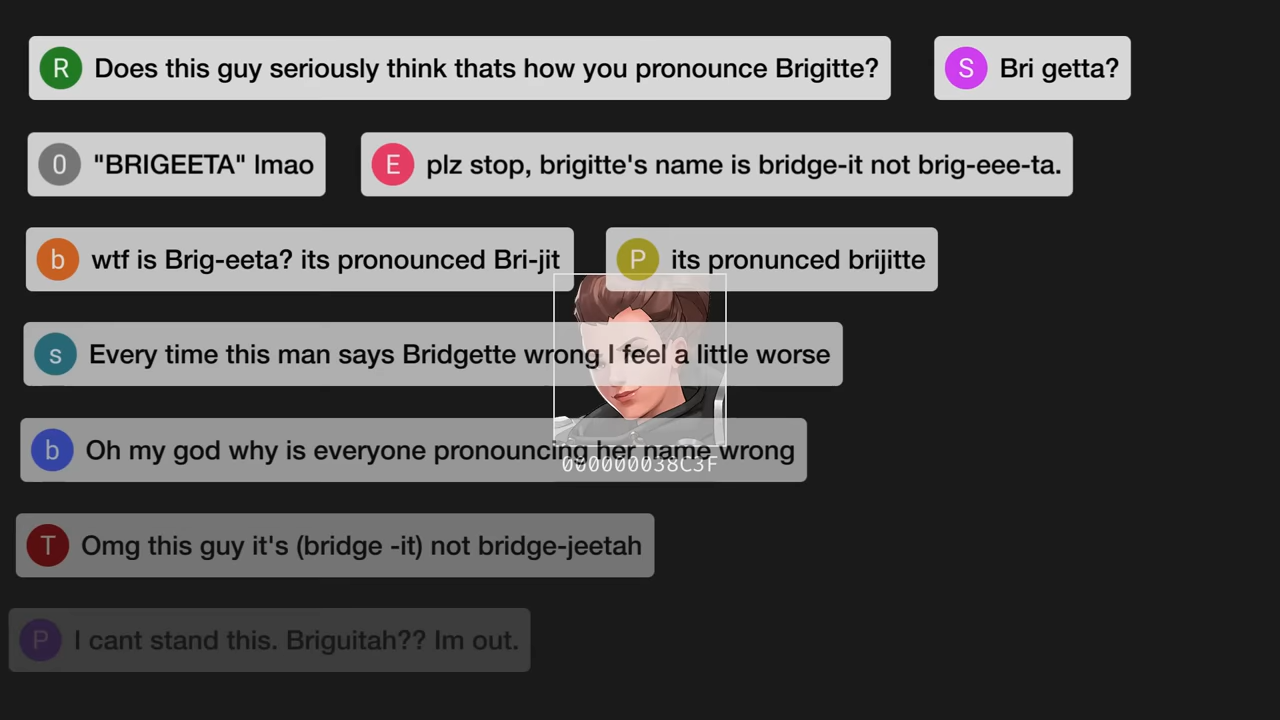 R Does this guy seriously think thats how you pronounce Brigitte?
S Bri getta?
0 "BRIGEETA" lmao
E plz stop, brigitte's name is bridge-it not brig-eee-ta.
b wtf is Brig-eeta? its pronounced Bri-jit
P its pronunced brijitte
s Every time this man says Bridgette wrong I feel a little worse
b Oh my god why is everyone pronouncing her name wrong
000000038C3F
T Omg this guy it's (bridge -it) not bridge-jeetah
P I cant stand this. Briguitah?? Im out.